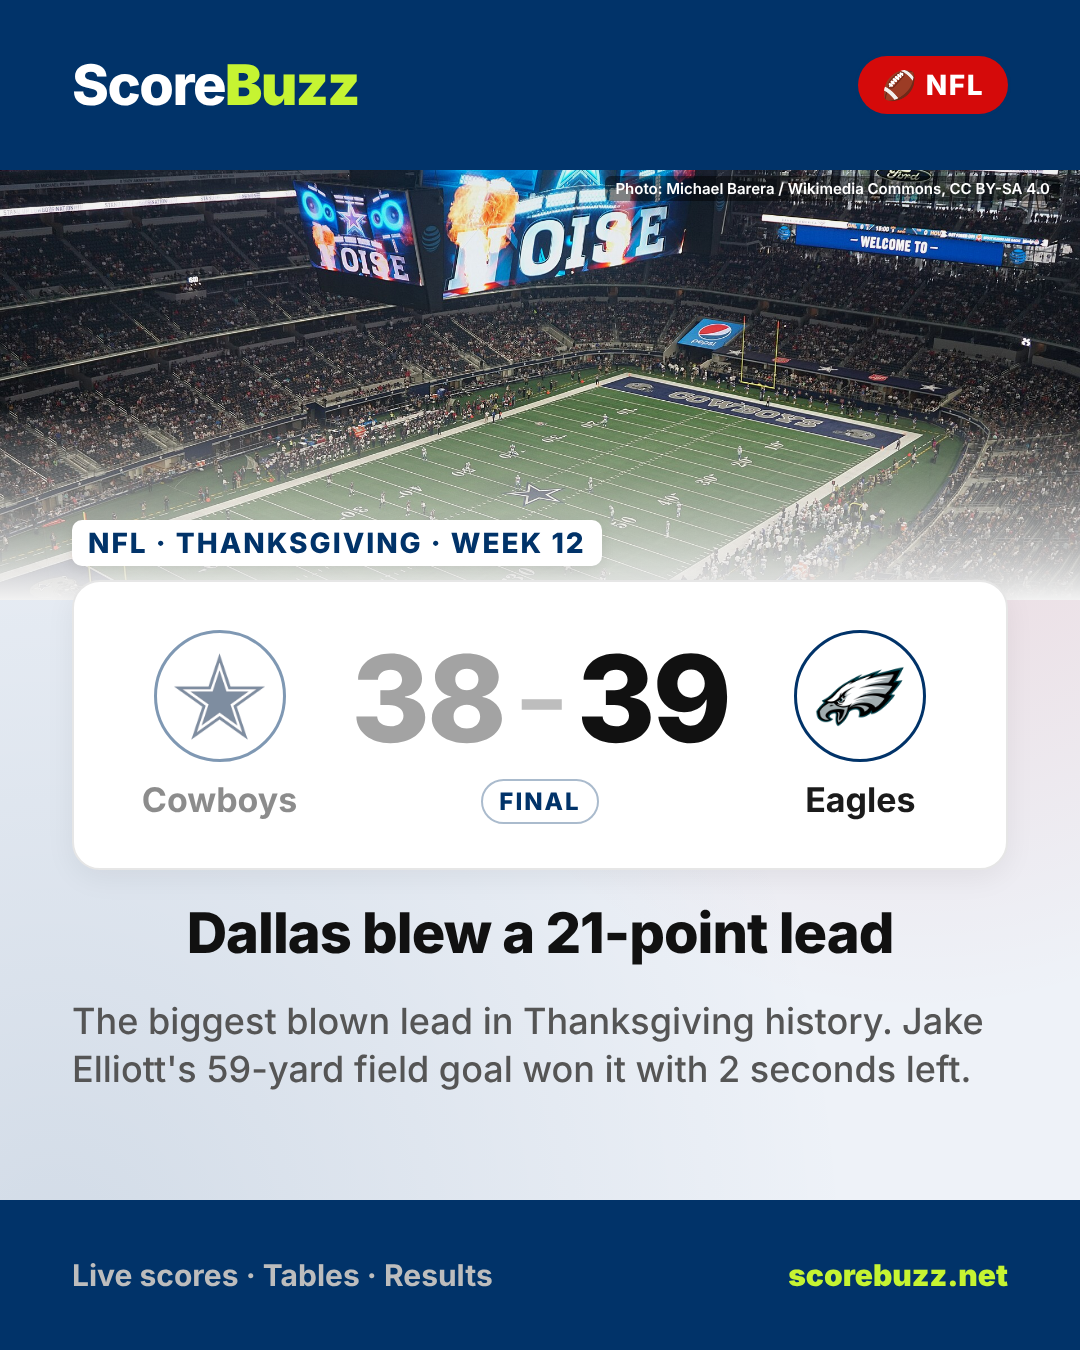 ScoreBuzz
🏈 NFL
Photo: Michael Barera / Wikimedia Commons, CC BY-SA 4.0
NOISE
NOISE
— WELCOME TO —
pepsi
COWBOYS
NFL · THANKSGIVING · WEEK 12
38 - 39
Cowboys
FINAL
Eagles
Dallas blew a 21-point lead
The biggest blown lead in Thanksgiving history. Jake
Elliott's 59-yard field goal won it with 2 seconds left.
Live scores · Tables · Results
scorebuzz.net